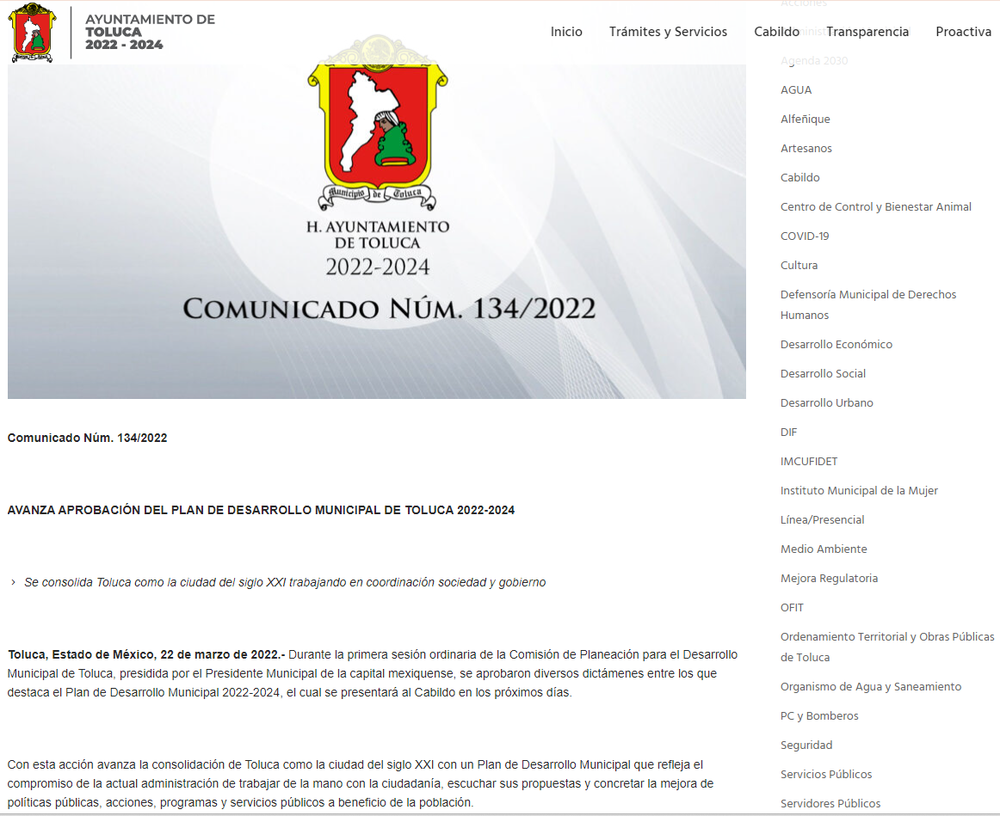 AYUNTAMIENTO DE
TOLUCA
2022 - 2024
Inicio
Trámites y Servicios
Cabildo
Transparencia
Proactiva
Municipio de Toluca
H. AYUNTAMIENTO
DE TOLUCA
2022-2024
COMUNICADO NÚM. 134/2022
Comunicado Núm. 134/2022
AVANZA APROBACIÓN DEL PLAN DE DESARROLLO MUNICIPAL DE TOLUCA 2022-2024
› Se consolida Toluca como la ciudad del siglo XXI trabajando en coordinación sociedad y gobierno
Toluca, Estado de México, 22 de marzo de 2022.- Durante la primera sesión ordinaria de la Comisión de Planeación para el Desarrollo
Municipal de Toluca, presidida por el Presidente Municipal de la capital mexiquense, se aprobaron diversos dictámenes entre los que
destaca el Plan de Desarrollo Municipal 2022-2024, el cual se presentará al Cabildo en los próximos días.
Con esta acción avanza la consolidación de Toluca como la ciudad del siglo XXI con un Plan de Desarrollo Municipal que refleja el
compromiso de la actual administración de trabajar de la mano con la ciudadanía, escuchar sus propuestas y concretar la mejora de
políticas públicas, acciones, programas y servicios públicos a beneficio de la población.
Acciones
Agenda 2030
AGUA
Alfeñique
Artesanos
Cabildo
Centro de Control y Bienestar Animal
COVID-19
Cultura
Defensoría Municipal de Derechos
Humanos
Desarrollo Económico
Desarrollo Social
Desarrollo Urbano
DIF
IMCUFIDET
Instituto Municipal de la Mujer
Línea/Presencial
Medio Ambiente
Mejora Regulatoria
OFIT
Ordenamiento Territorial y Obras Públicas
de Toluca
Organismo de Agua y Saneamiento
PC y Bomberos
Seguridad
Servicios Públicos
Servidores Públicos